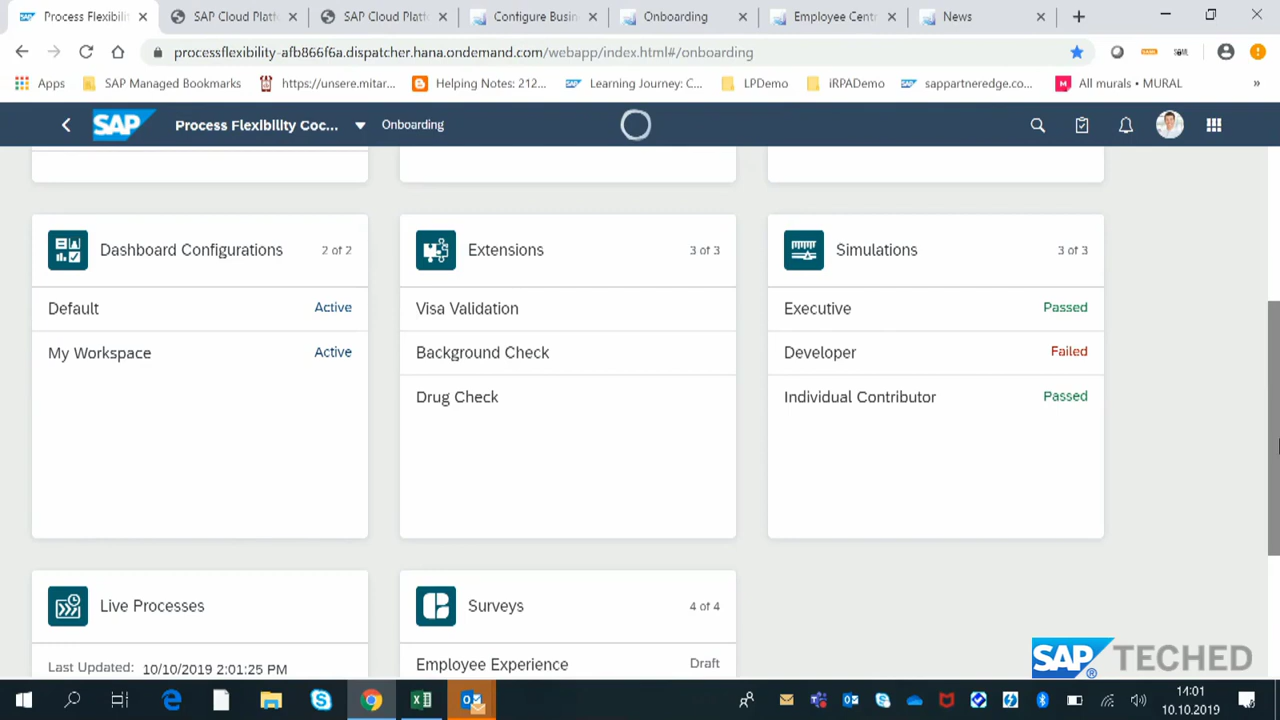 Process Flexibili
SAP Cloud Platf
SAP Cloud Platf
Configure Busin
Onboarding
Employee Centr
News
processflexibility-afb866f6a.dispatcher.hana.ondemand.com/webapp/index.html#/onboarding
Apps
SAP Managed Bookmarks
https://unsere.mitar...
Helping Notes: 212...
Learning Journey: C...
LPDemo
iRPADemo
sappartneredge.co...
All murals • MURAL
»
SAP
Process Flexibility Coc...
Onboarding
Dashboard Configurations
2 of 2
Default
Active
My Workspace
Active
Extensions
3 of 3
Visa Validation
Background Check
Drug Check
Simulations
3 of 3
Executive
Passed
Developer
Failed
Individual Contributor
Passed
Live Processes
Last Updated: 10/10/2019 2:01:25 PM
Surveys
4 of 4
Employee Experience
Draft
SAP® TECHED
14:01
10.10.2019